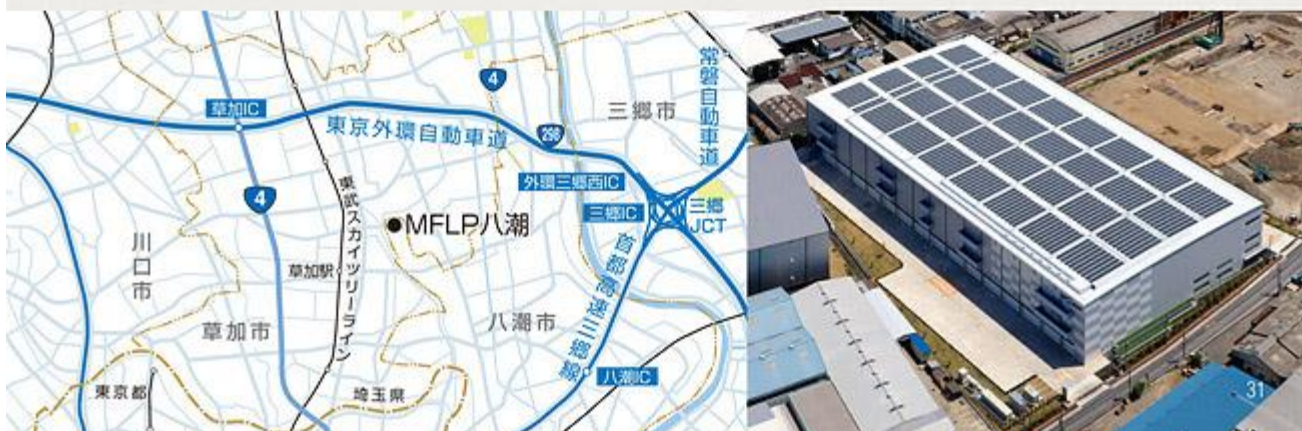 4
常磐自動車道
三郷市
草加IC
東京外環自動車道
298
外環三郷西IC
4
三郷IC
三郷
JCT
MFLP八潮
東武スカイツリーライン
川口市
草加駅
首都高速三郷線
八潮市
草加市
八潮IC
東京都
埼玉県
31